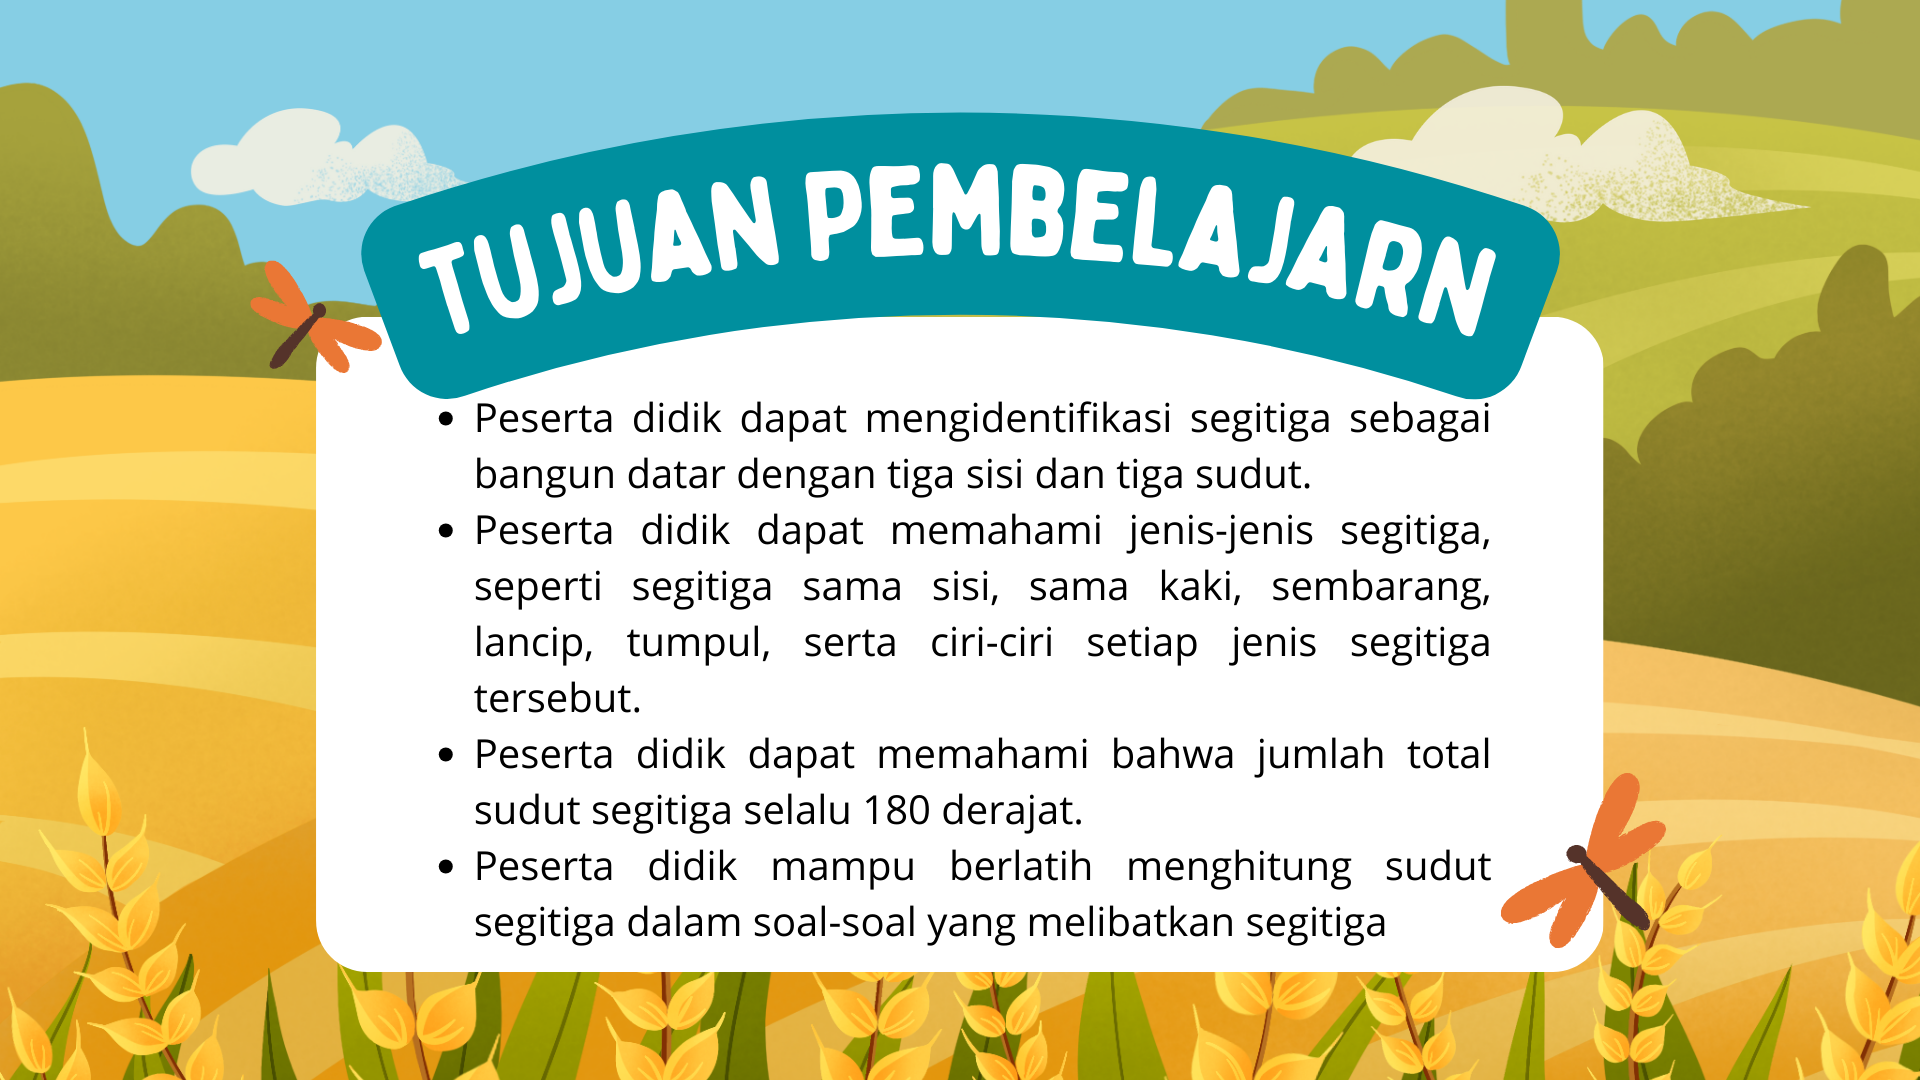 TUJUAN PEMBELAJARN
• Peserta didik dapat mengidentifikasi segitiga sebagai
bangun datar dengan tiga sisi dan tiga sudut.
• Peserta didik dapat memahami jenis-jenis segitiga,
seperti segitiga sama sisi, sama kaki, sembarang,
lancip, tumpul, serta ciri-ciri setiap jenis segitiga
tersebut.
• Peserta didik dapat memahami bahwa jumlah total
sudut segitiga selalu 180 derajat.
• Peserta didik mampu berlatih menghitung sudut
segitiga dalam soal-soal yang melibatkan segitiga